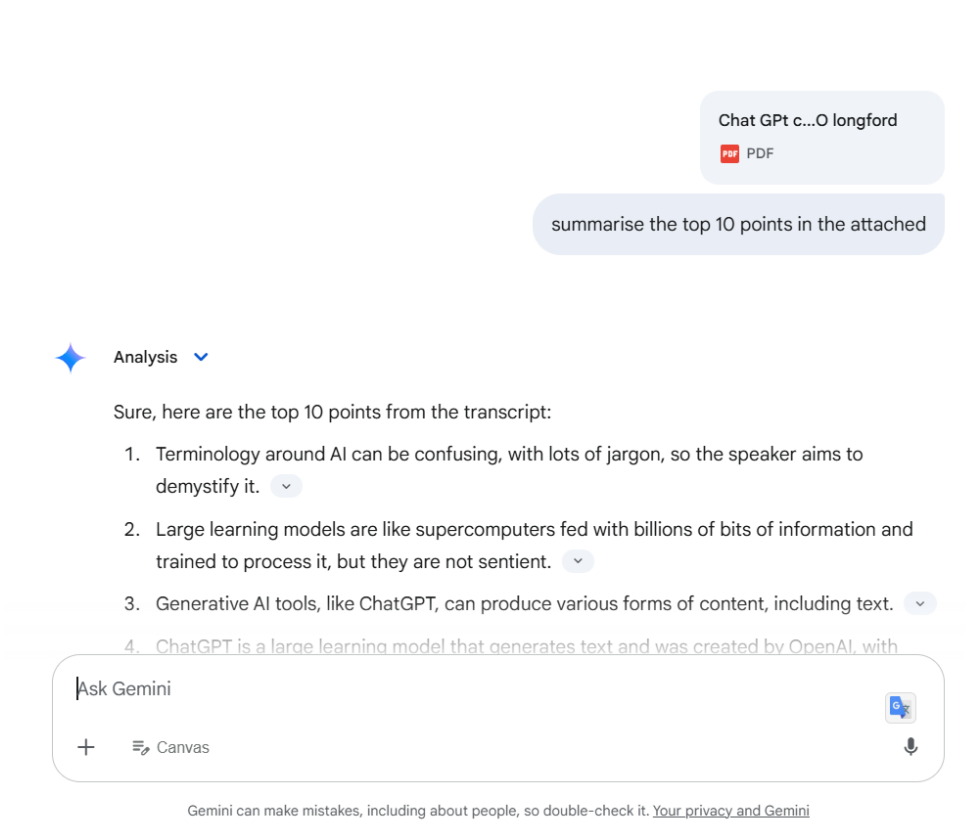 Chat GPt c...O longford
PDF PDF
summarise the top 10 points in the attached
Analysis
Sure, here are the top 10 points from the transcript:
1. Terminology around AI can be confusing, with lots of jargon, so the speaker aims to
demystify it.
2. Large learning models are like supercomputers fed with billions of bits of information and
trained to process it, but they are not sentient.
3. Generative AI tools, like ChatGPT, can produce various forms of content, including text.
4. ChatGPT is a large learning model that generates text and was created by OpenAI, with
Ask Gemini
G
Canvas
Gemini can make mistakes, including about people, so double-check it. Your privacy and Gemini